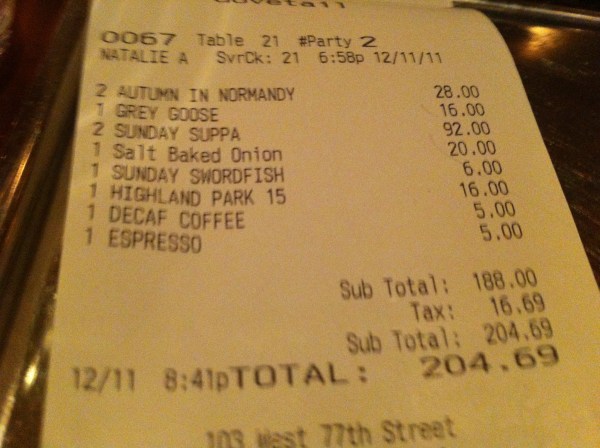 dovetail
0067 Table 21 #Party 2
NATALIE A SvrCk: 21 6:58p 12/11/11
2 AUTUMN IN NORMANDY 28.00
1 GREY GOOSE 16.00
2 SUNDAY SUPPA 92.00
1 Salt Baked Onion 20.00
1 SUNDAY SWORDFISH 6.00
1 HIGHLAND PARK 15 16.00
1 DECAF COFFEE 5.00
1 ESPRESSO 5.00
Sub Total: 188.00
Tax: 16.69
Sub Total: 204.69
12/11 8:41pTOTAL: 204.69
103 West 77th Street